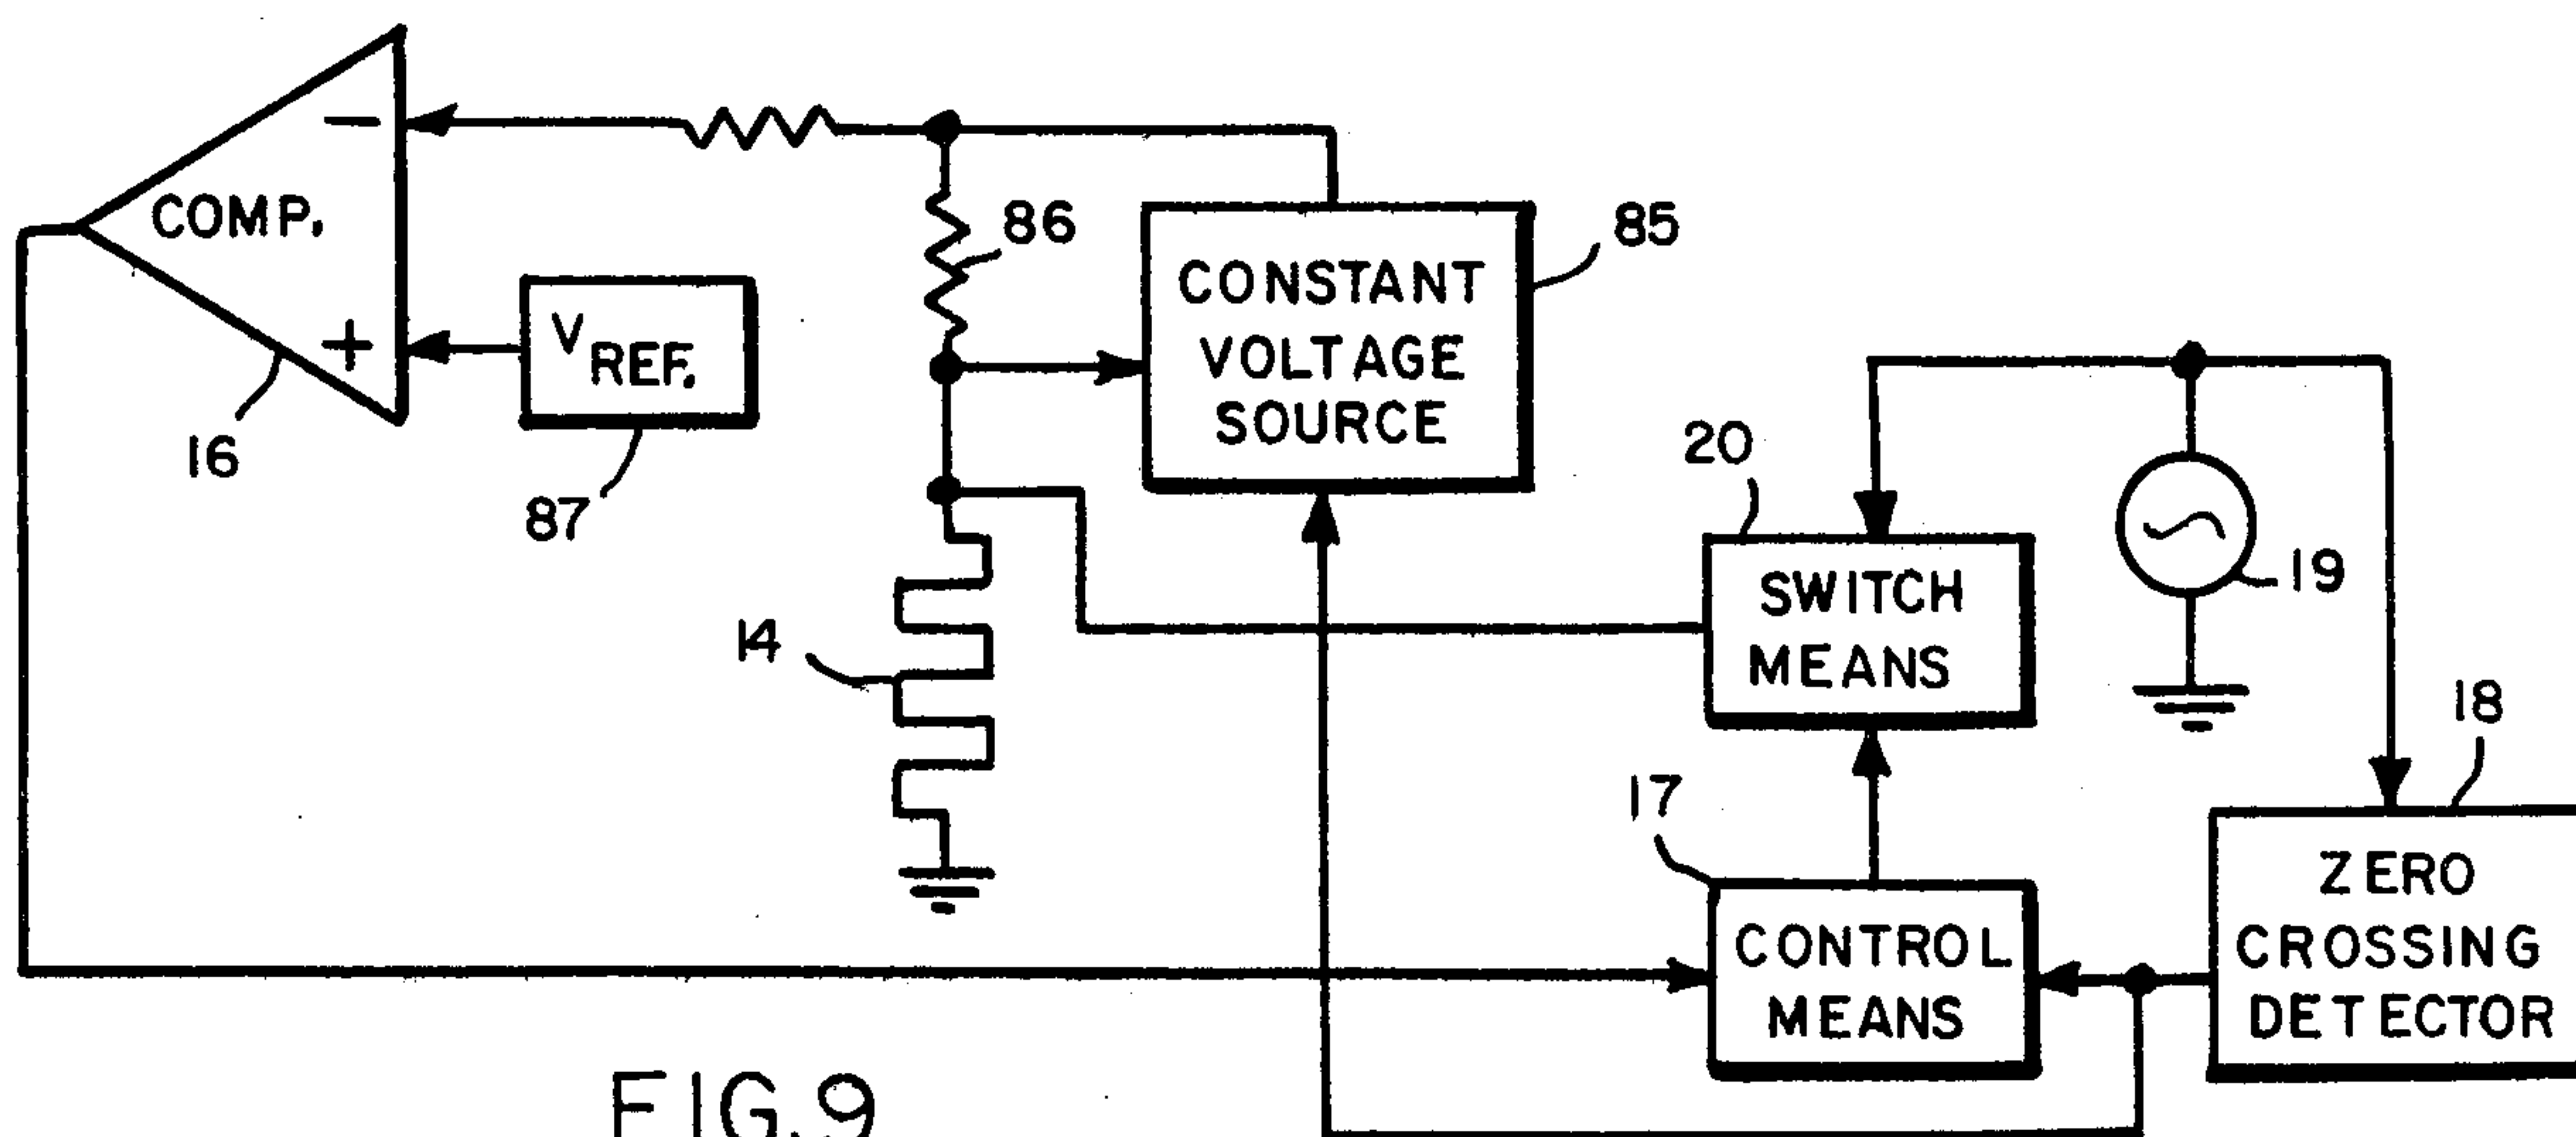 COMP.
−
+
16
V REF.
87
86
CONSTANT
VOLTAGE
SOURCE
85
14
20
SWITCH
MEANS
19
18
17
CONTROL
MEANS
ZERO
CROSSING
DETECTOR
FIG.9